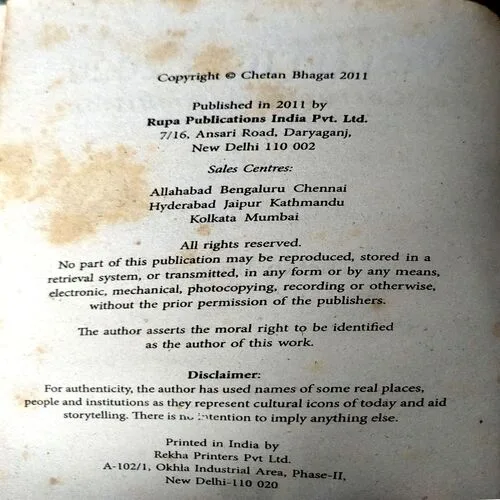 Copyright © Chetan Bhagat 2011
Published in 2011 by
Rupa Publications India Pvt. Ltd.
7/16, Ansari Road, Daryaganj,
New Delhi 110 002
Sales Centres:
Allahabad Bengaluru Chennai
Hyderabad Jaipur Kathmandu
Kolkata Mumbai
All rights reserved.
No part of this publication may be reproduced, stored in a
retrieval system, or transmitted, in any form or by any means,
electronic, mechanical, photocopying, recording or otherwise,
without the prior permission of the publishers.
The author asserts the moral right to be identified
as the author of this work.
Disclaimer:
For authenticity, the author has used names of some real places,
people and institutions as they represent cultural icons of today and aid
storytelling. There is no intention to imply anything else.
Printed in India by
Rekha Printers Pvt Ltd.
A-102/1, Okhla Industrial Area, Phase-II,
New Delhi-110 020